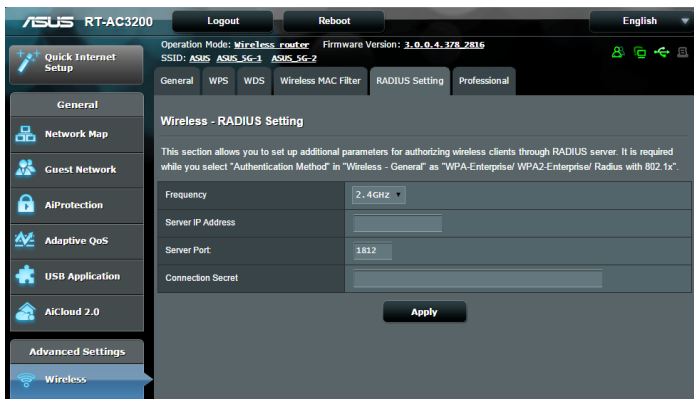 ASUS RT-AC3200 Logout Reboot English
Quick Internet Setup
Operation Mode: Wireless router Firmware Version: 3.0.0.4.378_2816
SSID: ASUS ASUS_5G-1 ASUS_5G-2
General WPS WDS Wireless MAC Filter RADIUS Setting Professional
General
Network Map
Guest Network
AiProtection
Adaptive QoS
USB Application
AiCloud 2.0
Advanced Settings
Wireless
Wireless - RADIUS Setting
This section allows you to set up additional parameters for authorizing wireless clients through RADIUS server. It is required
while you select "Authentication Method" in "Wireless - General" as "WPA-Enterprise/ WPA2-Enterprise/ Radius with 802.1x".
Frequency 2.4GHz
Server IP Address
Server Port: 1812
Connection Secret
Apply